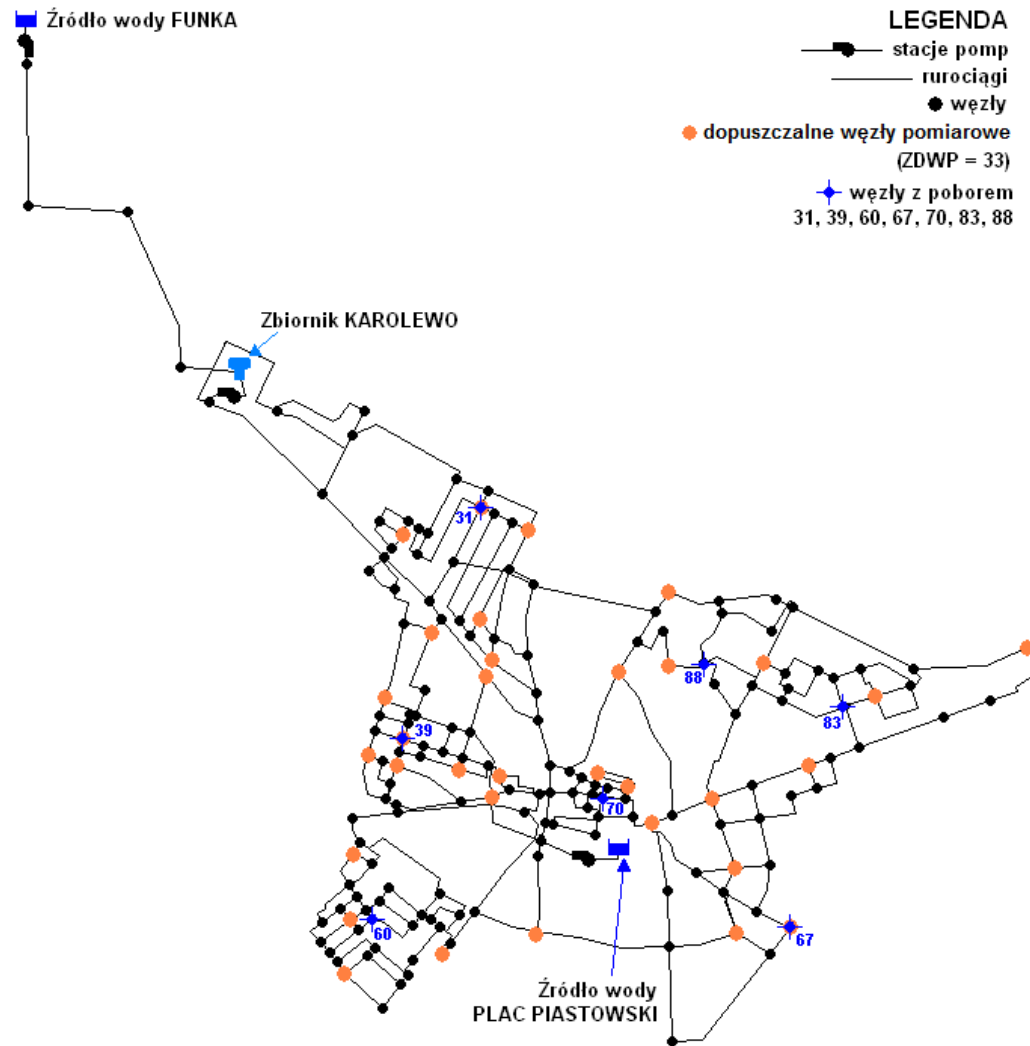 Źródło wody FUNKA
LEGENDA
stacje pomp
rurociągi
węzły
dopuszczalne węzły pomiarowe
(ZDWP = 33)
węzły z poborem
31, 39, 60, 67, 70, 83, 88
Zbiornik KAROLEWO
31
88
83
39
70
60
67
Źródło wody
PLAC PIASTOWSKI